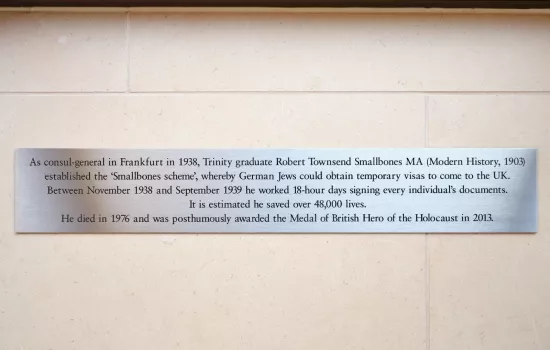 As consul-general in Frankfurt in 1938, Trinity graduate Robert Townsend Smallbones MA (Modern History, 1903)
established the 'Smallbones scheme', whereby German Jews could obtain temporary visas to come to the UK.
Between November 1938 and September 1939 he worked 18-hour days signing every individual's documents.
It is estimated he saved over 48,000 lives.
He died in 1976 and was posthumously awarded the Medal of British Hero of the Holocaust in 2013.